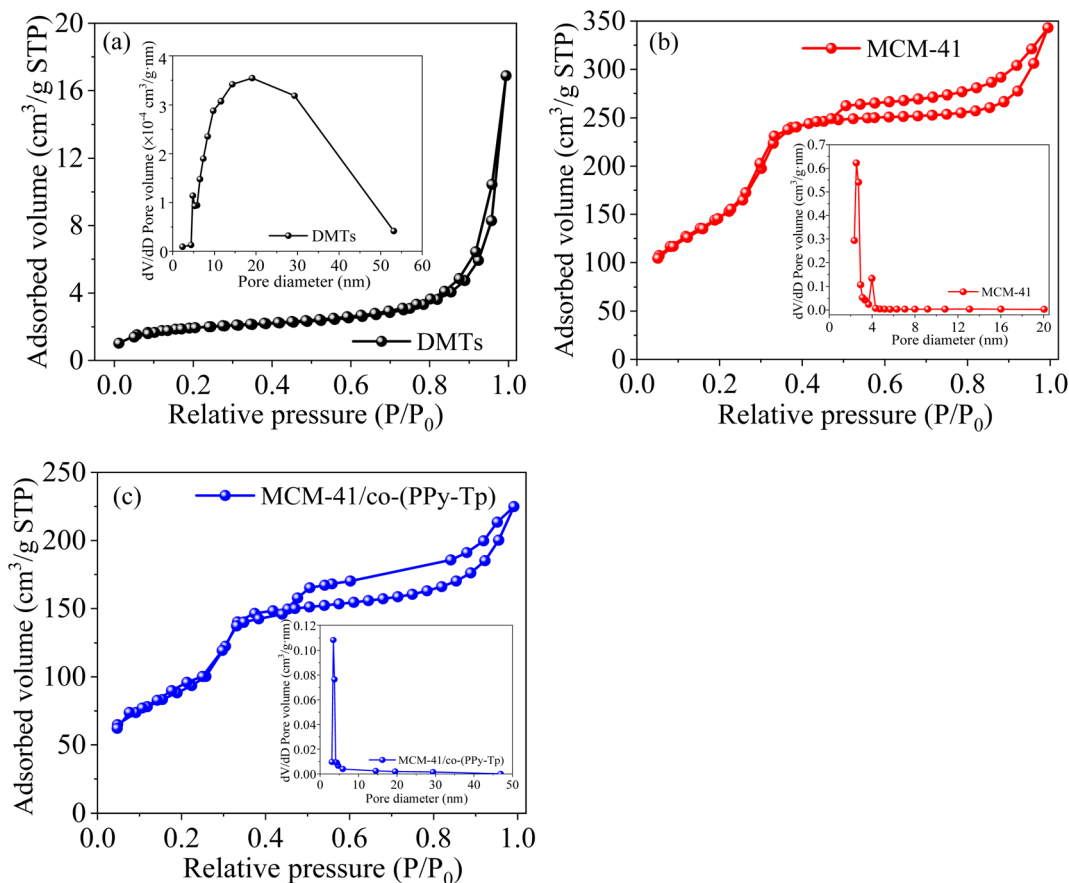 (a)
20
16
12
8
4
0
Adsorbed volume (cm³/g STP)
0.0 0.2 0.4 0.6 0.8 1.0
Relative pressure (P/P₀)
DMTs
4
3
2
1
0
dV/dD Pore volume (×10⁻⁴ cm³/g·nm)
0 10 20 30 40 50 60
Pore diameter (nm)
DMTs
(b)
MCM-41
350
300
250
200
150
100
50
0
Adsorbed volume (cm³/g STP)
0.0 0.2 0.4 0.6 0.8 1.0
Relative pressure (P/P₀)
0.7
0.6
0.5
0.4
0.3
0.2
0.1
0.0
dV/dD Pore volume (cm³/g·nm)
0 4 8 12 16 20
Pore diameter (nm)
MCM-41
(c)
MCM-41/co-(PPy-Tp)
250
200
150
100
50
0
Adsorbed volume (cm³/g STP)
0.0 0.2 0.4 0.6 0.8 1.0
Relative pressure (P/P₀)
0.12
0.10
0.08
0.06
0.04
0.02
0.00
dV/dD Pore volume (cm³/g·nm)
0 10 20 30 40 50
Pore diameter (nm)
MCM-41/co-(PPy-Tp)